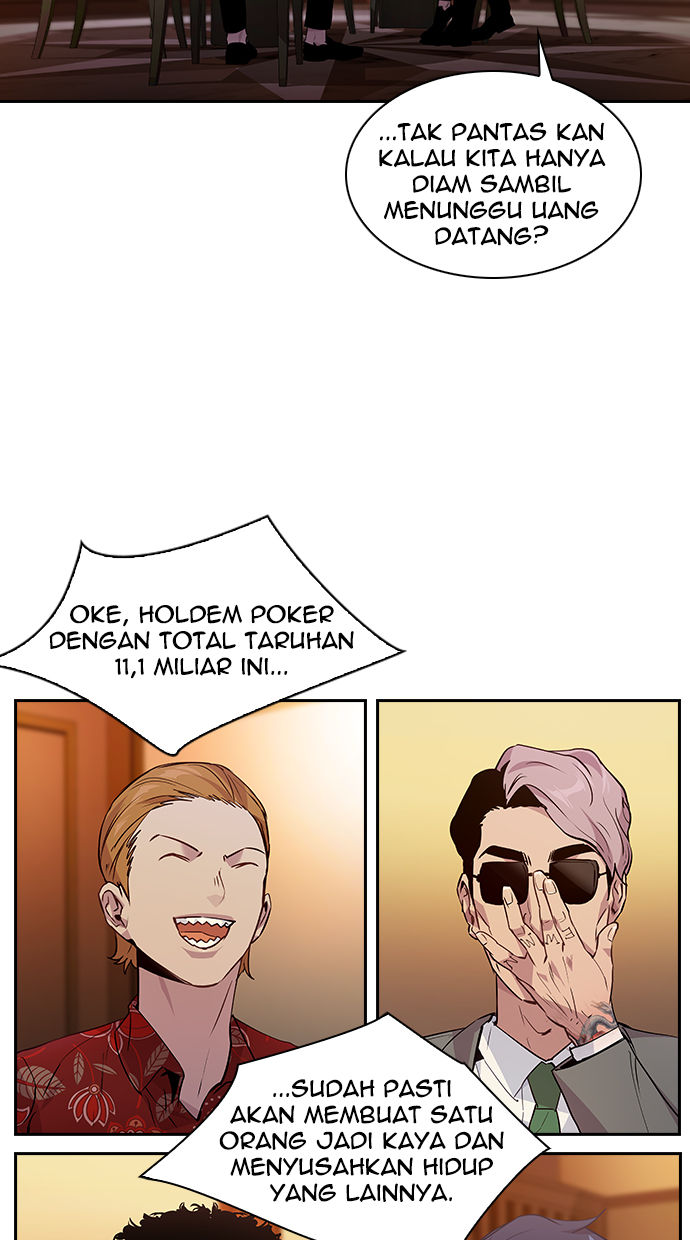 ...TAK PANTAS KAN
KALAU KITA HANYA
DIAM SAMBIL
MENUNGGU UANG
DATANG?
OKE, HOLDEM POKER
DENGAN TOTAL TARUHAN
11,1 MILIAR INI...
...SUDAH PASTI
AKAN MEMBUAT SATU
ORANG JADI KAYA DAN
MENYUSAHKAN HIDUP
YANG LAINNYA.